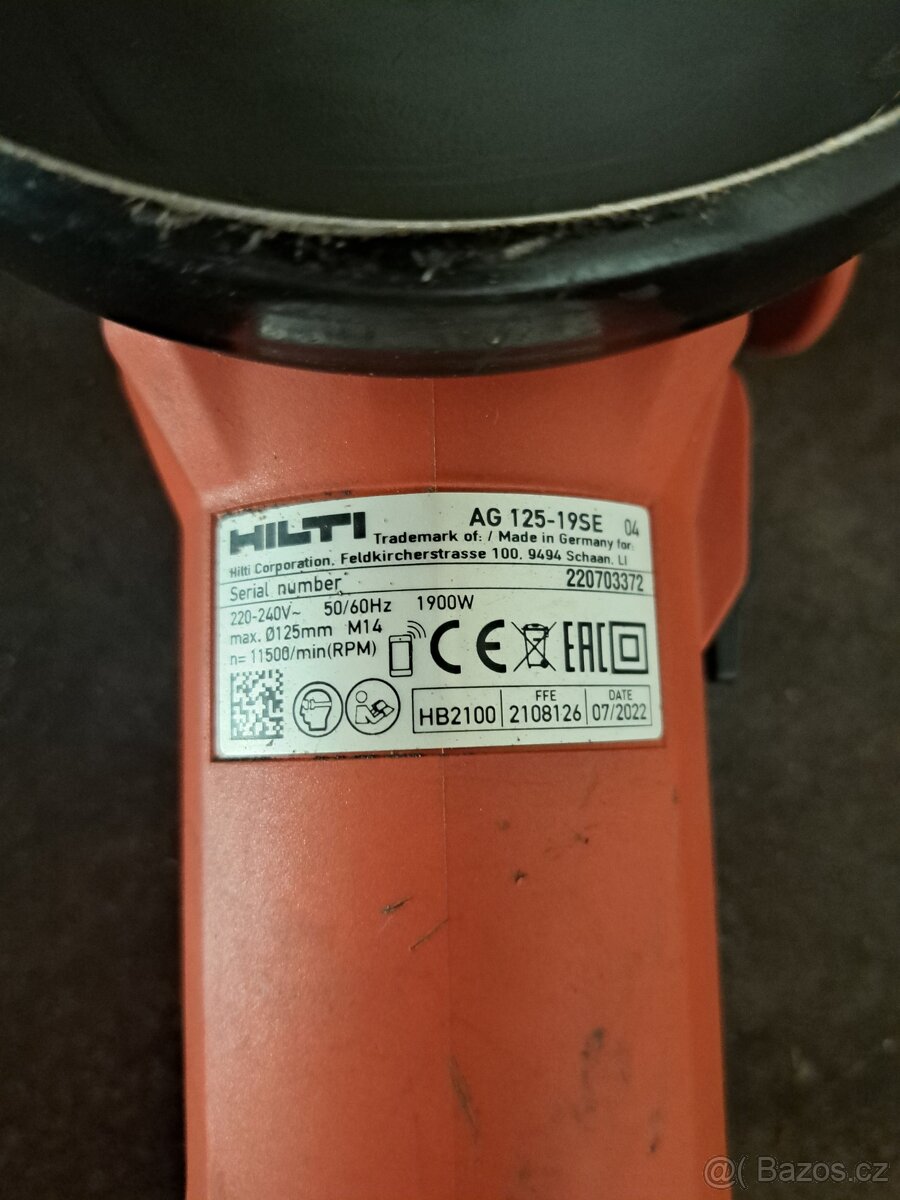 HILTI AG 125-19SE 04
Trademark of: / Made in Germany for:
Hilti Corporation, Feldkircherstrasse 100, 9494 Schaan, LI
Serial number 220703372
220-240V~ 50/60Hz 1900W
max. Ø125mm M14
n= 11500/min(RPM)
CE EAC
FFE DATE
HB2100 2108126 07/2022
@( Bazos.cz